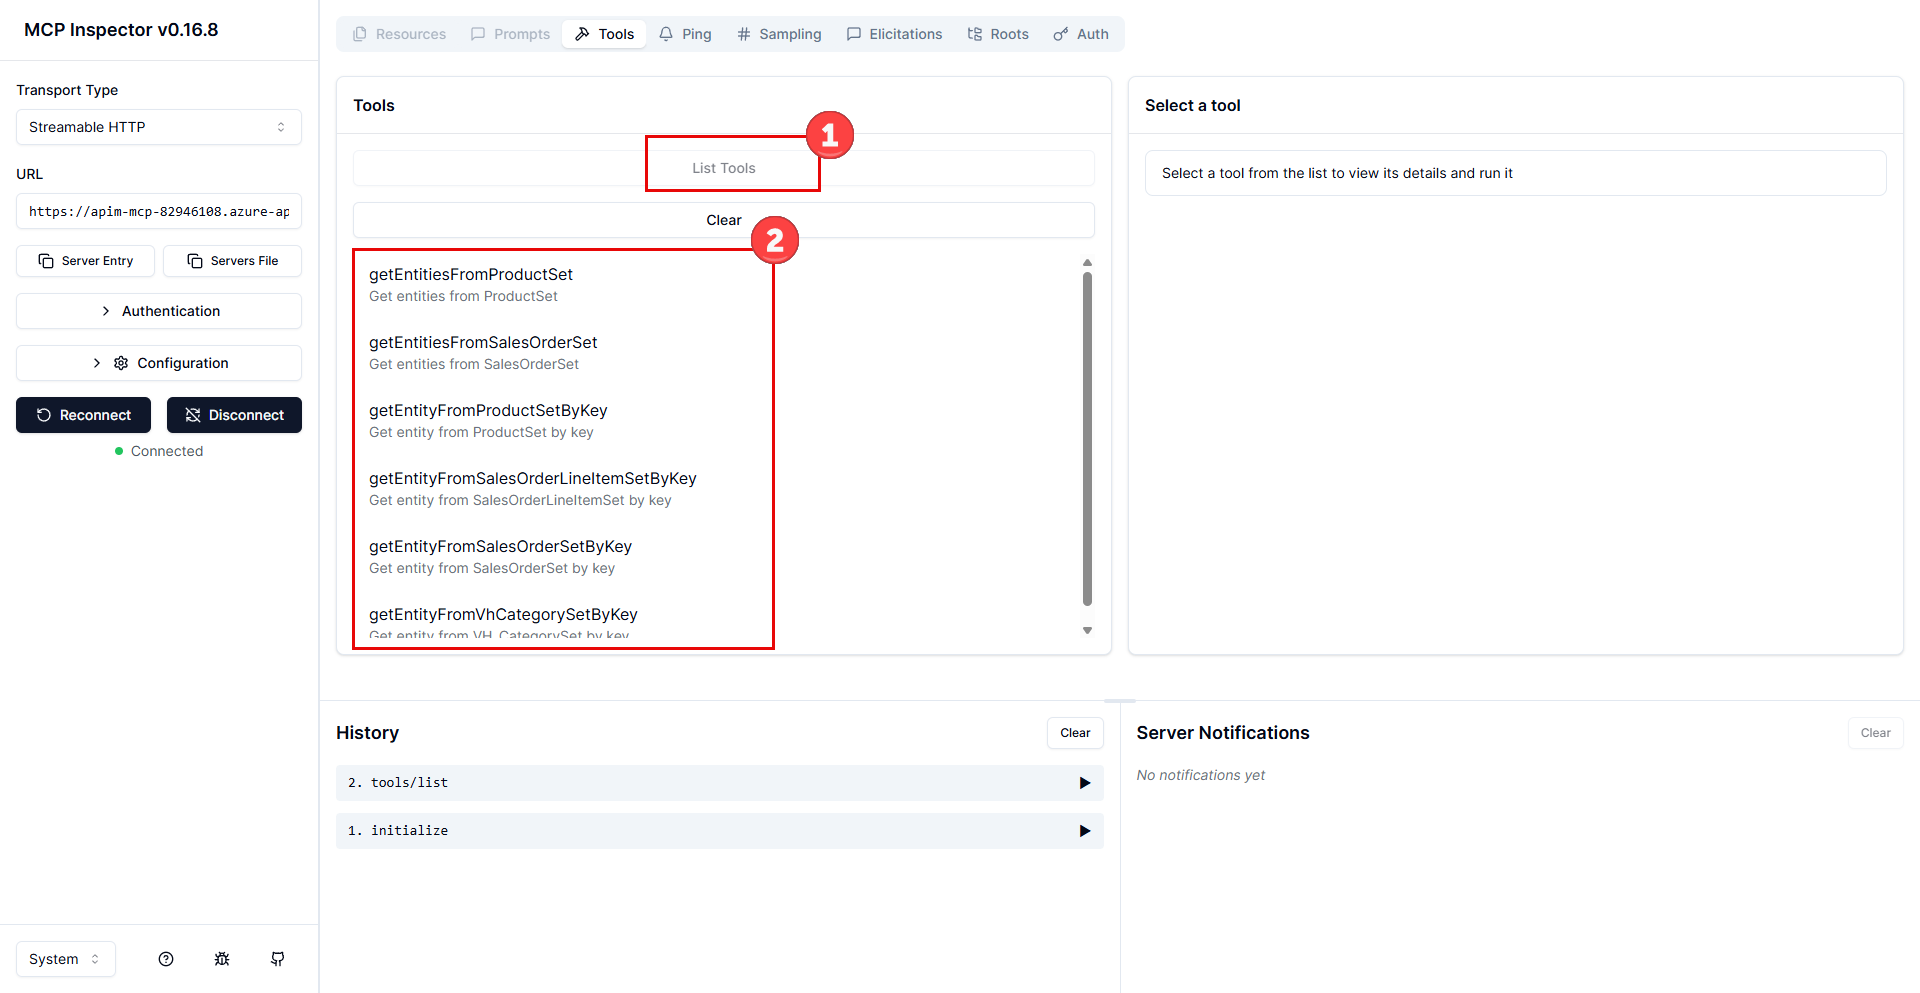 MCP Inspector v0.16.8
Transport Type
Streamable HTTP
URL
https://apim-mcp-82946108.azure-ap
Server Entry
Servers File
Authentication
Configuration
Reconnect
Disconnect
Connected
System
Resources
Prompts
Tools
Ping
Sampling
Elicitations
Roots
Auth
Tools
1
List Tools
Clear
2
getEntitiesFromProductSet
Get entities from ProductSet
getEntitiesFromSalesOrderSet
Get entities from SalesOrderSet
getEntityFromProductSetByKey
Get entity from ProductSet by key
getEntityFromSalesOrderLineItemSetByKey
Get entity from SalesOrderLineItemSet by key
getEntityFromSalesOrderSetByKey
Get entity from SalesOrderSet by key
getEntityFromVhCategorySetByKey
Get entity from VH_CategorySet by key
Select a tool
Select a tool from the list to view its details and run it
History
Clear
2. tools/list
1. initialize
Server Notifications
Clear
No notifications yet